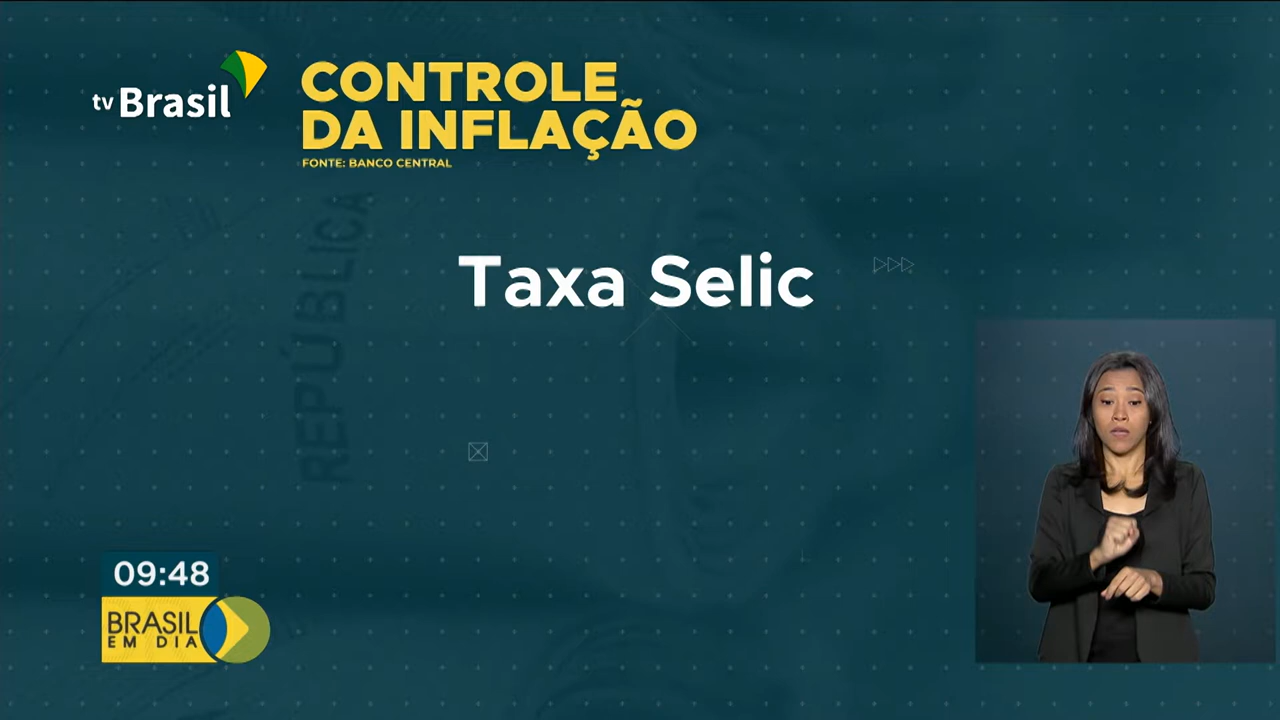 tv Brasil
CONTROLE
DA INFLAÇÃO
FONTE: BANCO CENTRAL
REPÚBLICA
Taxa Selic
09:48
BRASIL
EM DIA